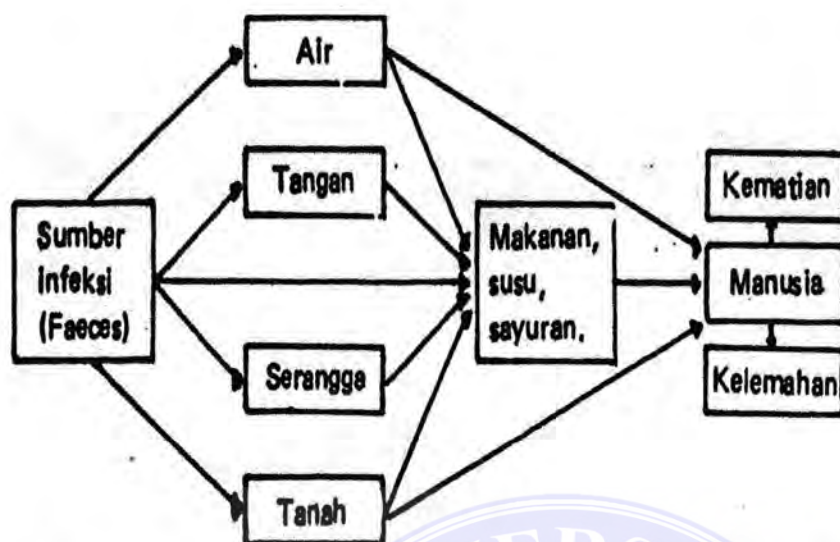 Air
Tangan
Sumber
infeksi
(Faeces)
Makanan,
susu,
sayuran.
Kematian
Manusia
Kelemahan
Serangga
Tanah